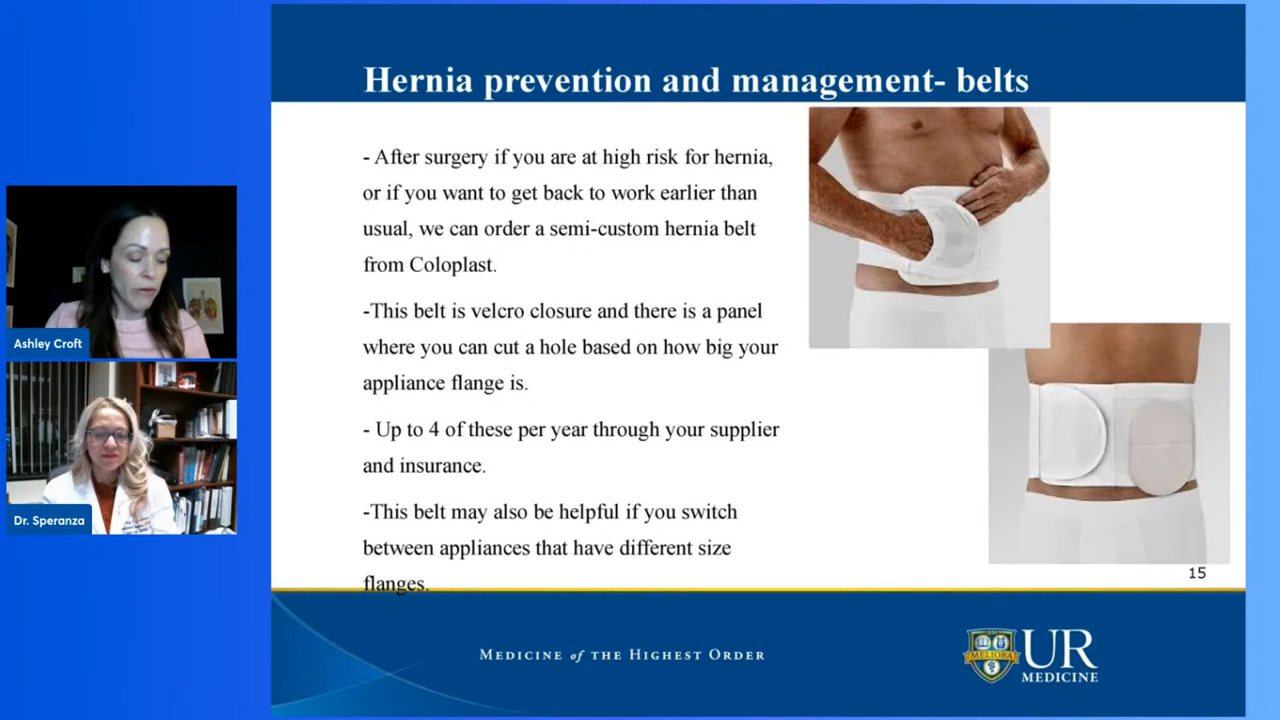 Hernia prevention and management- belts
- After surgery if you are at high risk for hernia,
or if you want to get back to work earlier than
usual, we can order a semi-custom hernia belt
from Coloplast.
-This belt is velcro closure and there is a panel
where you can cut a hole based on how big your
appliance flange is.
- Up to 4 of these per year through your supplier
and insurance.
-This belt may also be helpful if you switch
between appliances that have different size
flanges.
15
Ashley Croft
Dr. Speranza
MEDICINE of THE HIGHEST ORDER
MELIORA
UR
MEDICINE